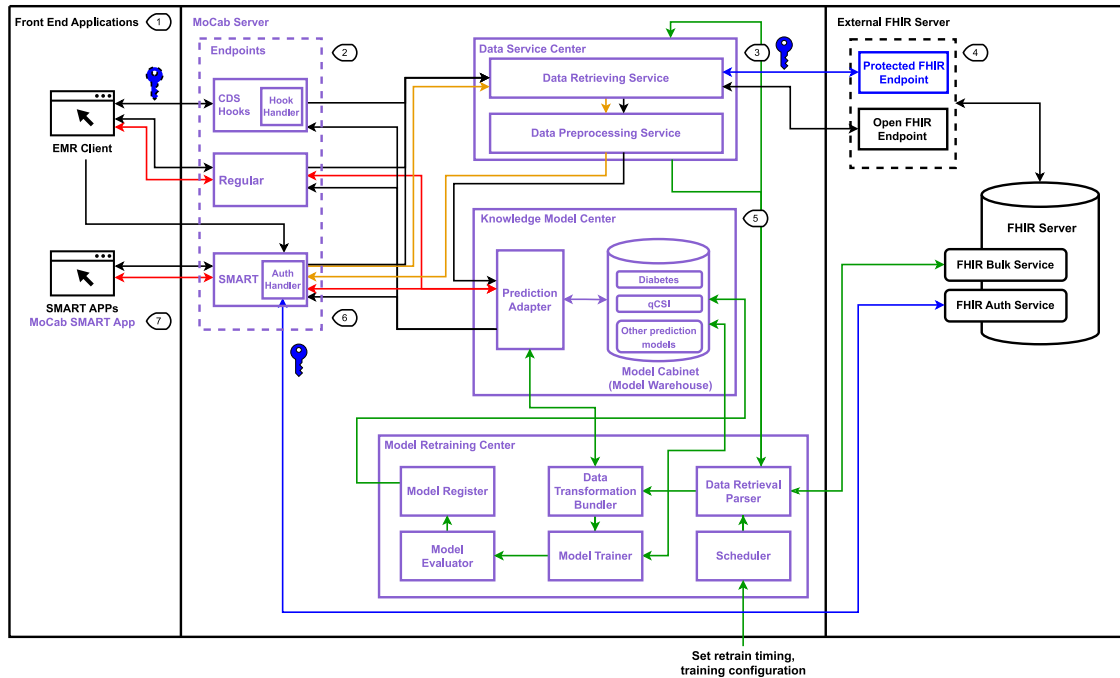 Front End Applications
1
MoCab Server
External FHIR Server
Endpoints
2
Data Service Center
3
4
Protected FHIR
Endpoint
Data Retrieving Service
CDS
Hooks
Hook
Handler
Open FHIR
Endpoint
Data Preprocessing Service
EMR Client
Regular
Knowledge Model Center
5
FHIR Server
SMART
Auth
Handler
Prediction
Adapter
Diabetes
qCSI
Other prediction
models
FHIR Bulk Service
FHIR Auth Service
SMART APPs
MoCab SMART App
7
6
Model Cabinet
(Model Warehouse)
Model Retraining Center
Model Register
Data
Transformation
Bundler
Data Retrieval
Parser
Model
Evaluator
Model Trainer
Scheduler
Set retrain timing,
training configuration